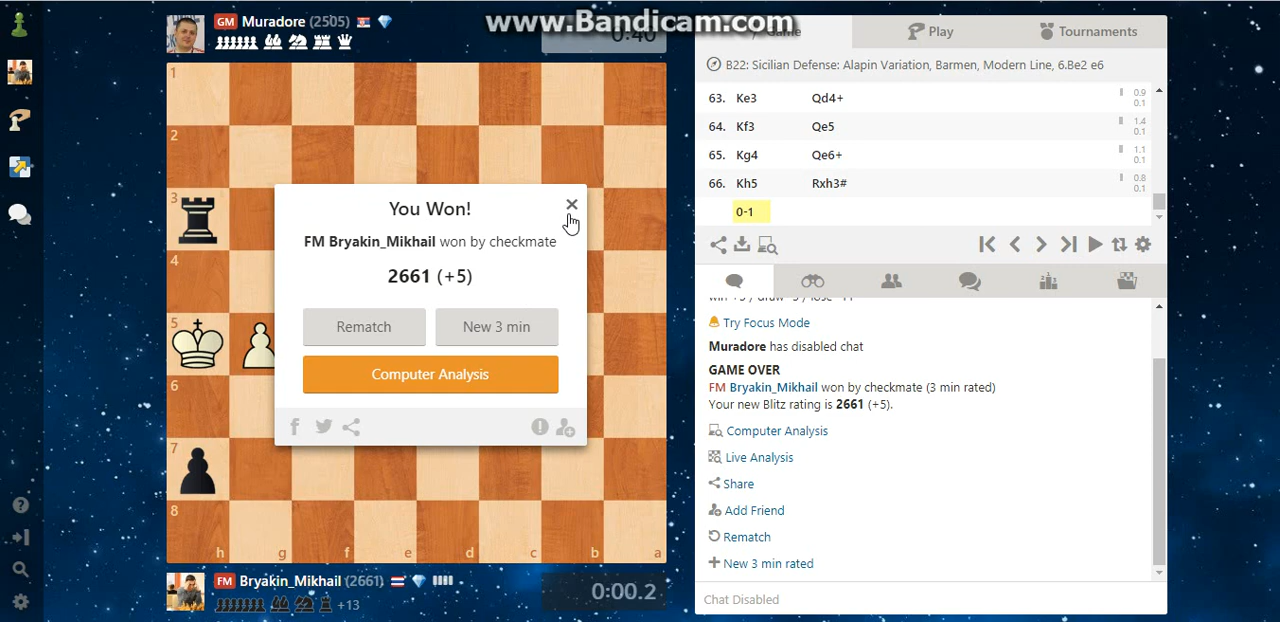 www.Bandicam.com
GM Muradore (2505)
0:40
Game
Play
Tournaments
B22: Sicilian Defense: Alapin Variation, Barmen, Modern Line, 6.Be2 e6
63. Ke3 Qd4+ 0.9 0.1
64. Kf3 Qe5 1.4 0.1
65. Kg4 Qe6+ 1.1 0.1
66. Kh5 Rxh3# 0.8 0.1
0-1
1
2
3
4
5
6
7
8
h g f e d c b a
You Won!
FM Bryakin_Mikhail won by checkmate
2661 (+5)
Rematch
New 3 min
Computer Analysis
Try Focus Mode
Muradore has disabled chat
GAME OVER
FM Bryakin_Mikhail won by checkmate (3 min rated)
Your new Blitz rating is 2661 (+5).
Computer Analysis
Live Analysis
Share
Add Friend
Rematch
New 3 min rated
Chat Disabled
FM Bryakin_Mikhail (2661)
+13
0:00.2